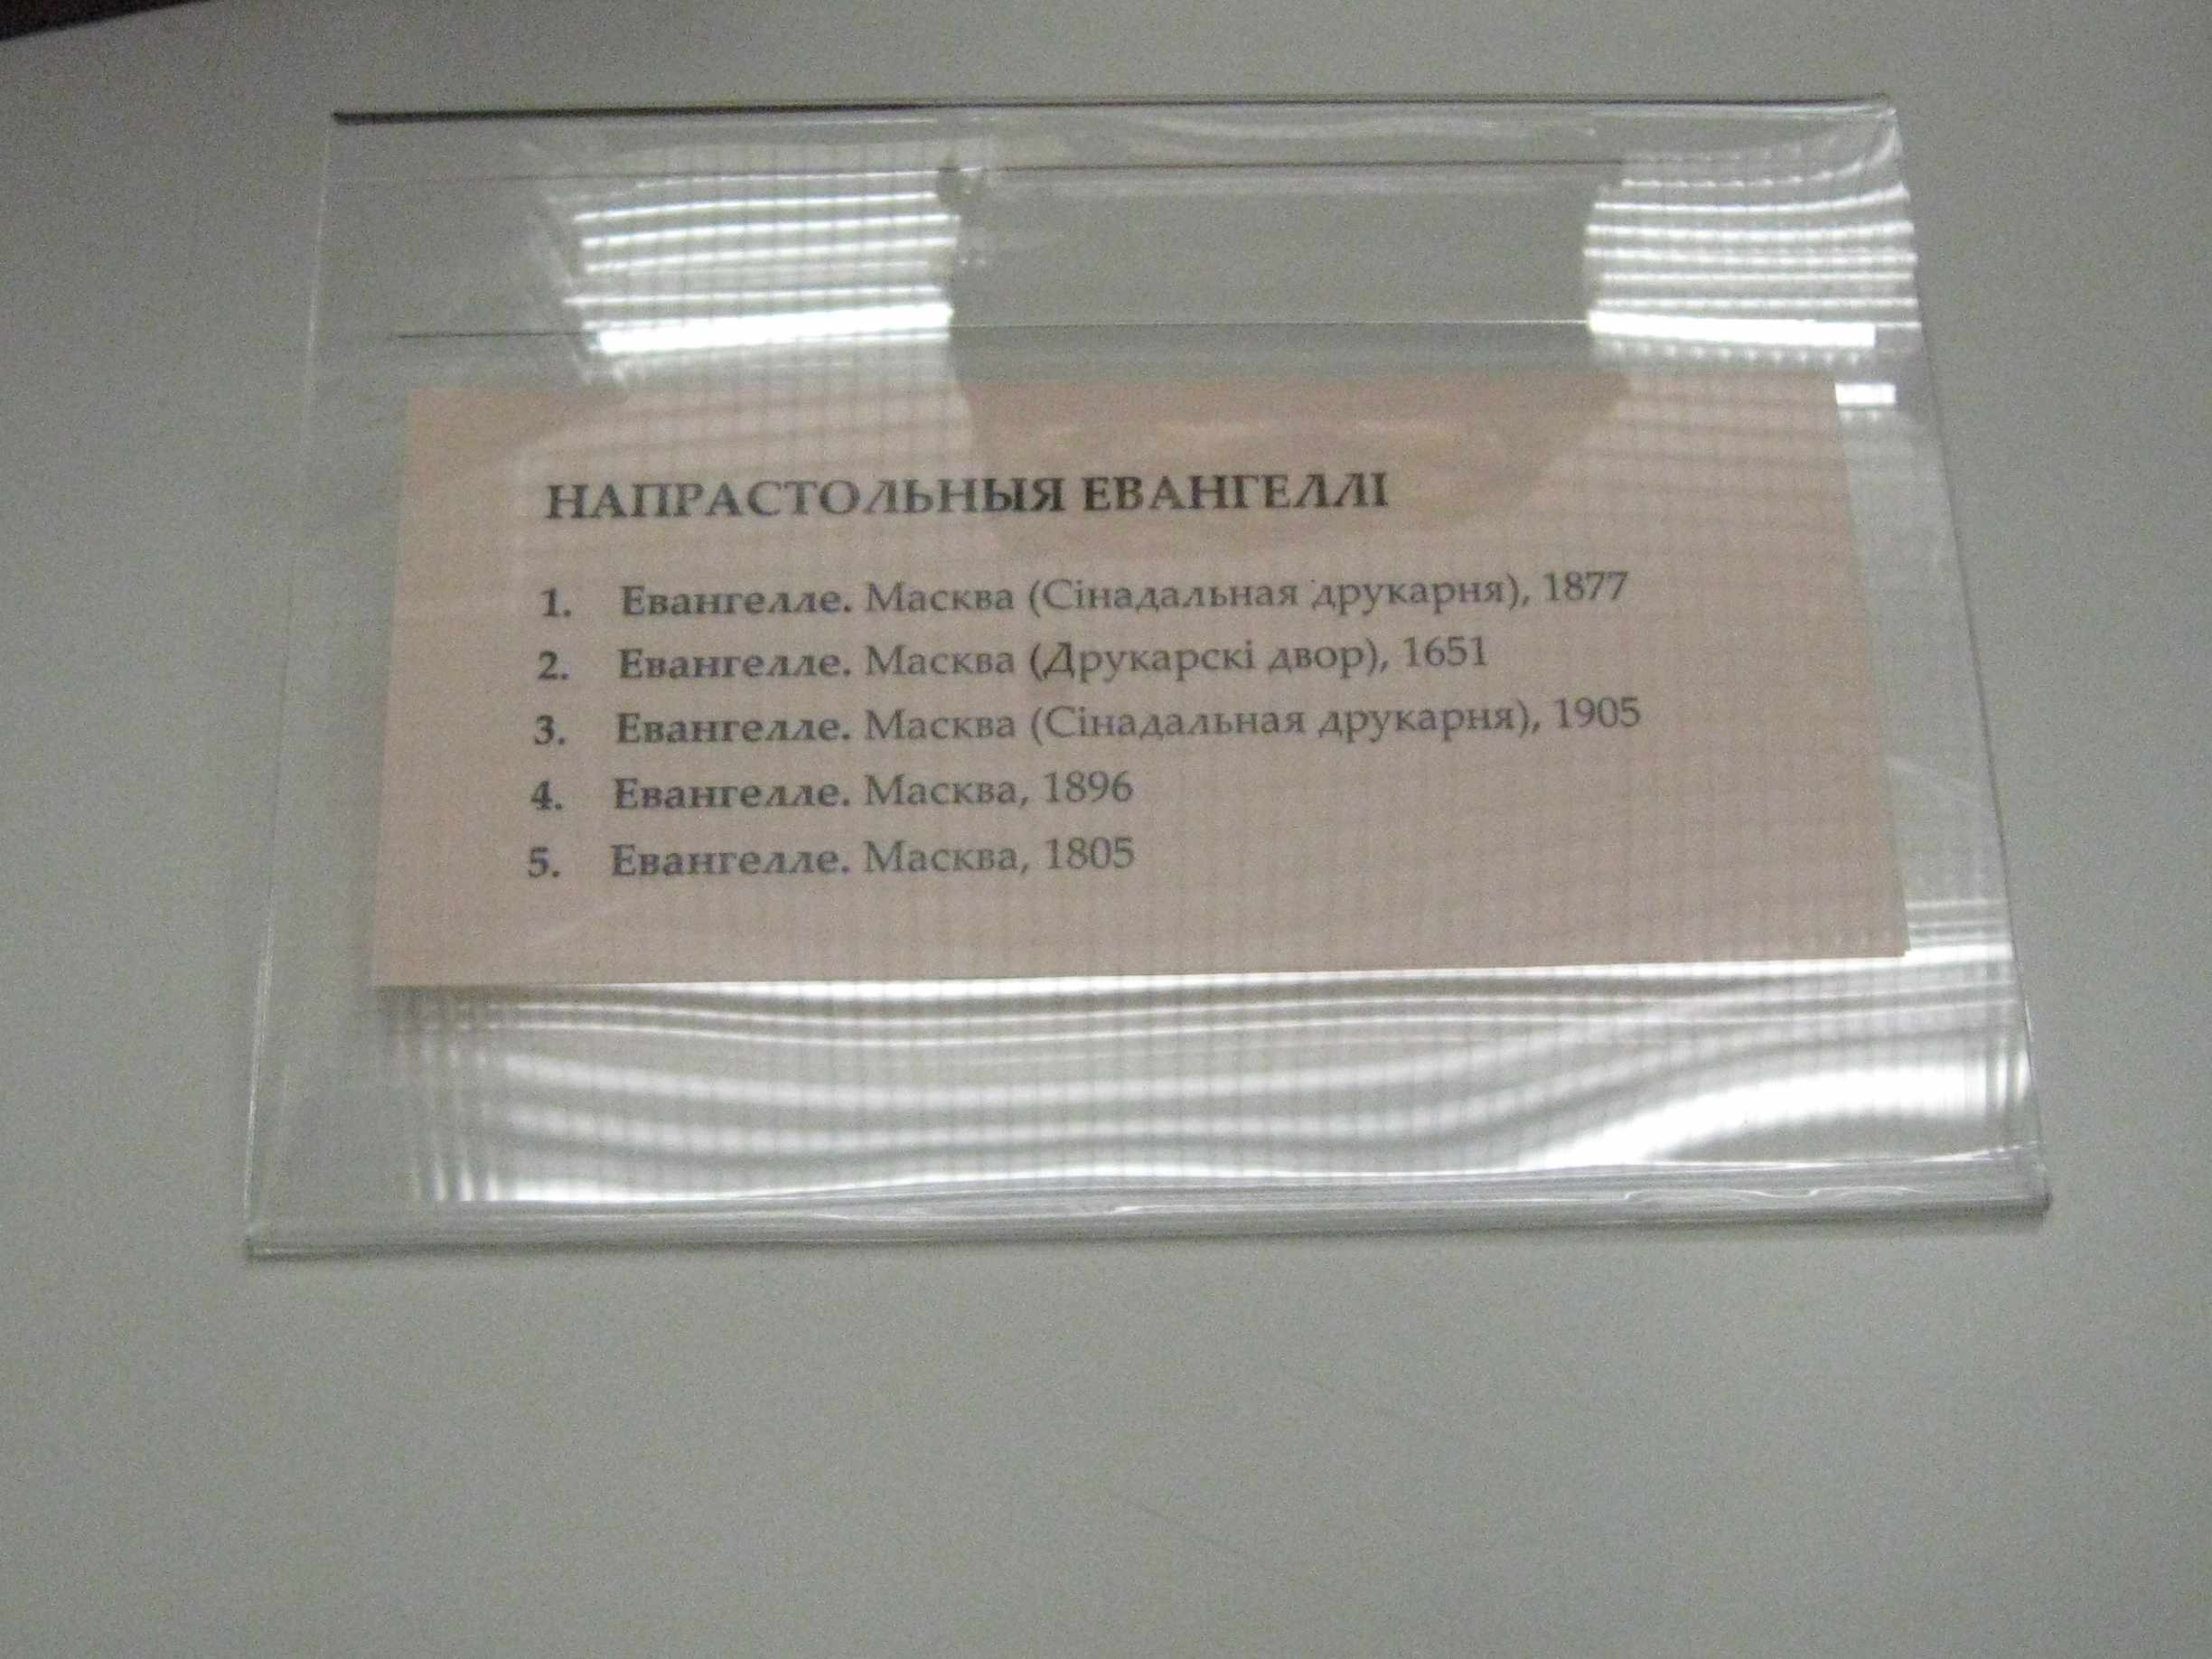 НАПРАСТОЛЬНЫЯ ЕВАНГЕЛЛІ
1. Евангелле. Масква (Сінадальная друкарня), 1877
2. Евангелле. Масква (Друкарскі двор), 1651
3. Евангелле. Масква (Сінадальная друкарня), 1905
4. Евангелле. Масква, 1896
5. Евангелле. Масква, 1805